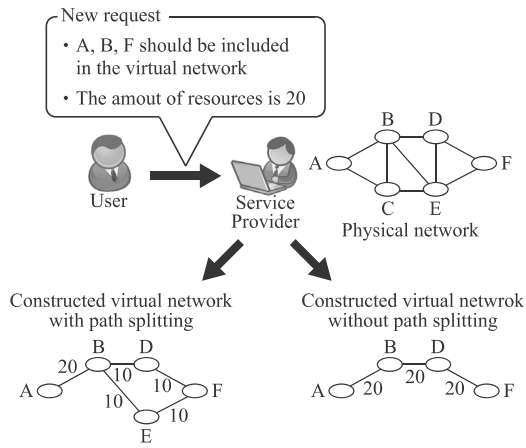 New request
• A, B, F should be included
in the virtual network
• The amout of resources is 20
User
Service
Provider
B D
A F
C E
Physical network
Constructed virtual network
with path splitting
B D
20 10 10
A 10 10 F
E
Constructed virtual netwrok
without path splitting
B D
A 20 20 20 F